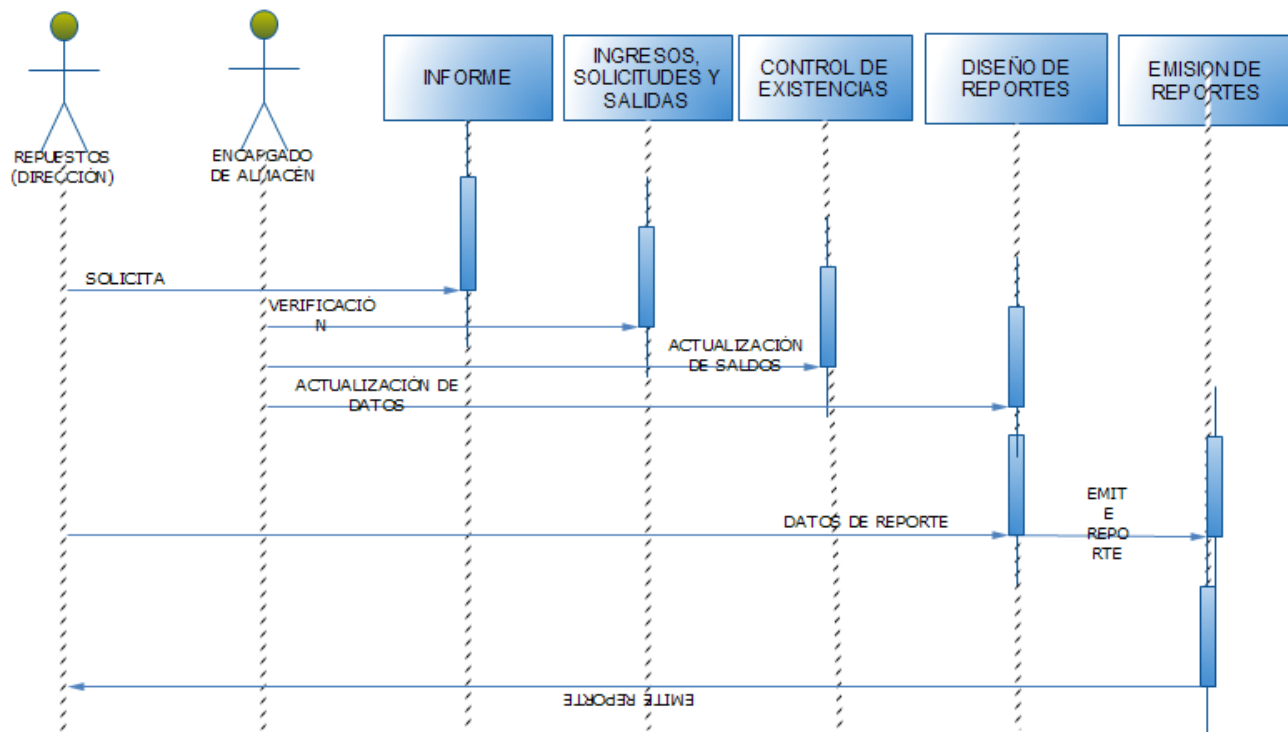 INFORME
INGRESOS,
SOLICITUDES Y
SALIDAS
CONTROL DE
EXISTENCIAS
DISEÑO DE
REPORTES
EMISION DE
REPORTES
REPUESTOS
(DIRECCIÓN)
ENCARGADO
DE ALMACÉN
SOLICITA
VERIFICACIÓ
N
ACTUALIZACIÓN
DE SALDOS
ACTUALIZACIÓN DE
DATOS
DATOS DE REPORTE
EMIT
E
REPO
RTE
EMITE REPORTE